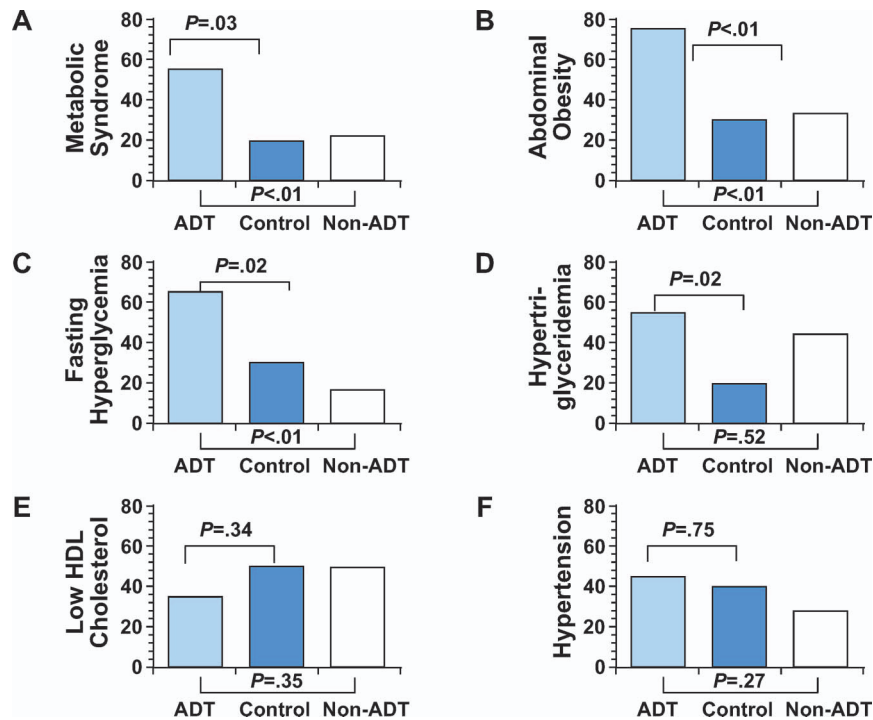 A
Metabolic
Syndrome
80
60
40
20
0
P=.03
P<.01
ADT Control Non-ADT
B
Abdominal
Obesity
80
60
40
20
0
P<.01
P<.01
ADT Control Non-ADT
C
Fasting
Hyperglycemia
80
60
40
20
0
P=.02
P<.01
ADT Control Non-ADT
D
Hypertri-
glyceridemia
80
60
40
20
0
P=.02
P=.52
ADT Control Non-ADT
E
Low HDL
Cholesterol
80
60
40
20
0
P=.34
P=.35
ADT Control Non-ADT
F
Hypertension
80
60
40
20
0
P=.75
P=.27
ADT Control Non-ADT